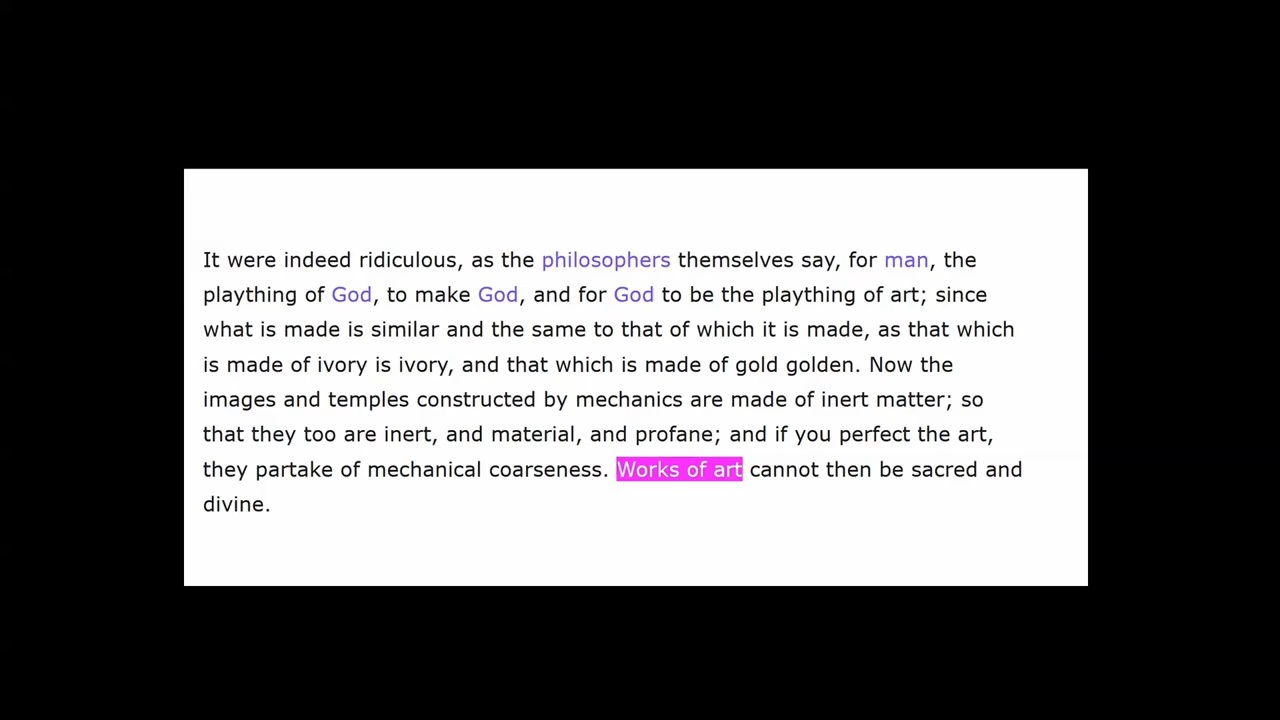 It were indeed ridiculous, as the philosophers themselves say, for man, the
plaything of God, to make God, and for God to be the plaything of art; since
what is made is similar and the same to that of which it is made, as that which
is made of ivory is ivory, and that which is made of gold golden. Now the
images and temples constructed by mechanics are made of inert matter; so
that they too are inert, and material, and profane; and if you perfect the art,
they partake of mechanical coarseness. Works of art cannot then be sacred and
divine.